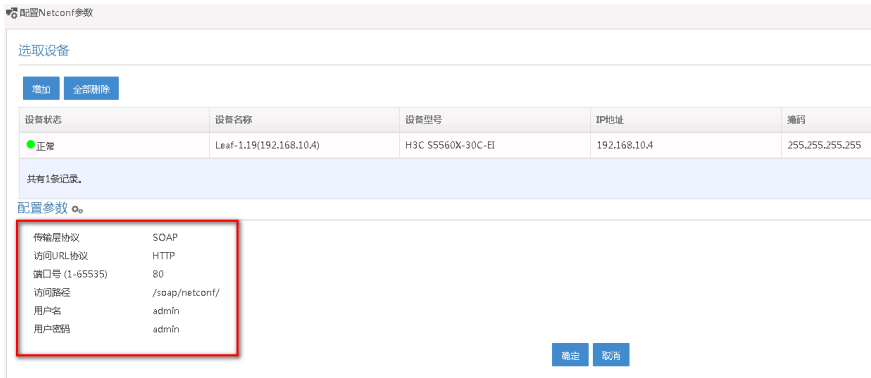 配置Netconf参数
选取设备
增加 全部删除
设备状态 设备名称 设备型号 IP地址 掩码
正常 Leaf-1.19(192.168.10.4) H3C S5560X-30C-EI 192.168.10.4 255.255.255.255
共有1条记录。
配置参数
传输层协议 SOAP
访问URL协议 HTTP
端口号 (1-65535) 80
访问路径 /soap/netconf/
用户名 admin
用户密码 admin
确定 取消